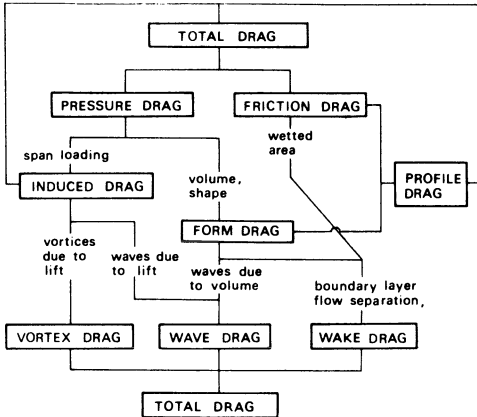 TOTAL DRAG
PRESSURE DRAG
FRICTION DRAG
wetted
area
span loading
volume,
shape
PROFILE
DRAG
INDUCED DRAG
FORM DRAG
vortices
due to
lift
waves due
to lift
waves due
to volume
boundary layer
flow separation,
VORTEX DRAG
WAVE DRAG
WAKE DRAG
TOTAL DRAG